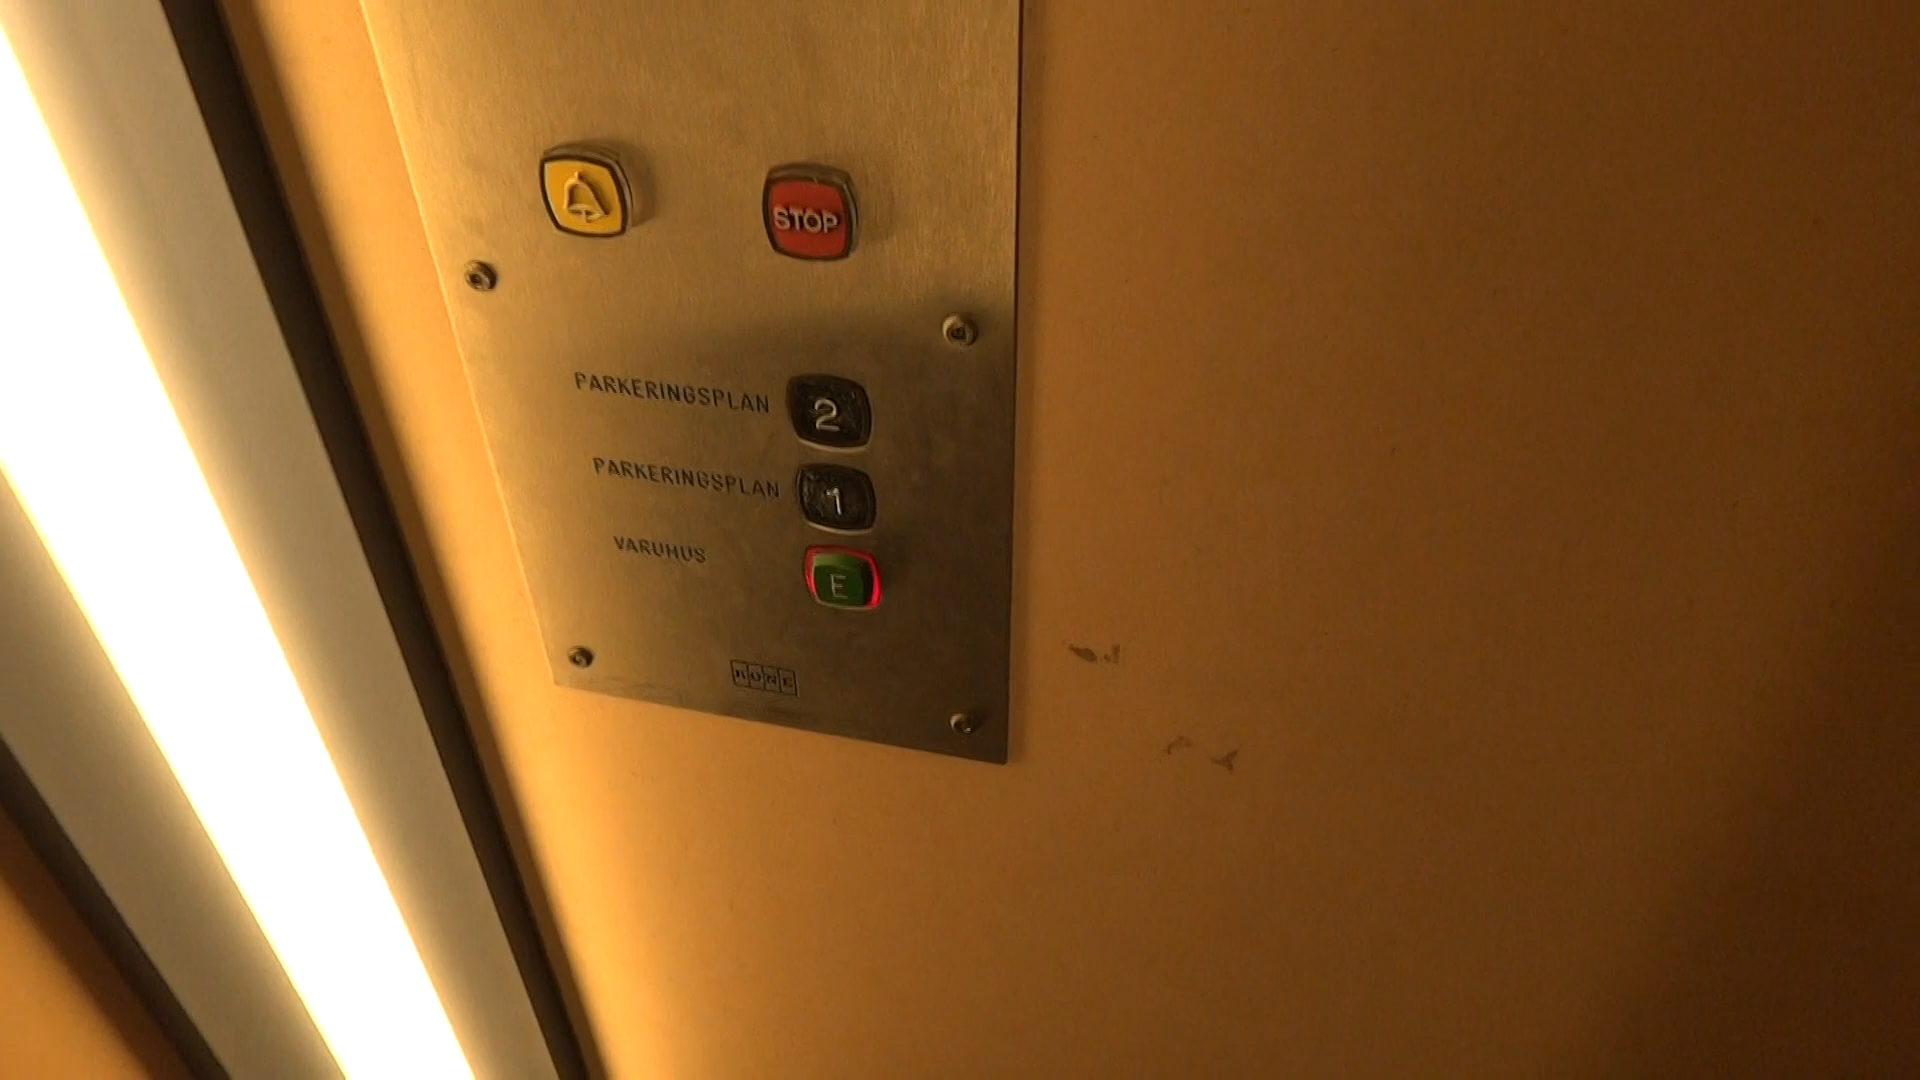 STOP
PARKERINGSPLAN 2
PARKERINGSPLAN 1
VARUHUS E
KONE